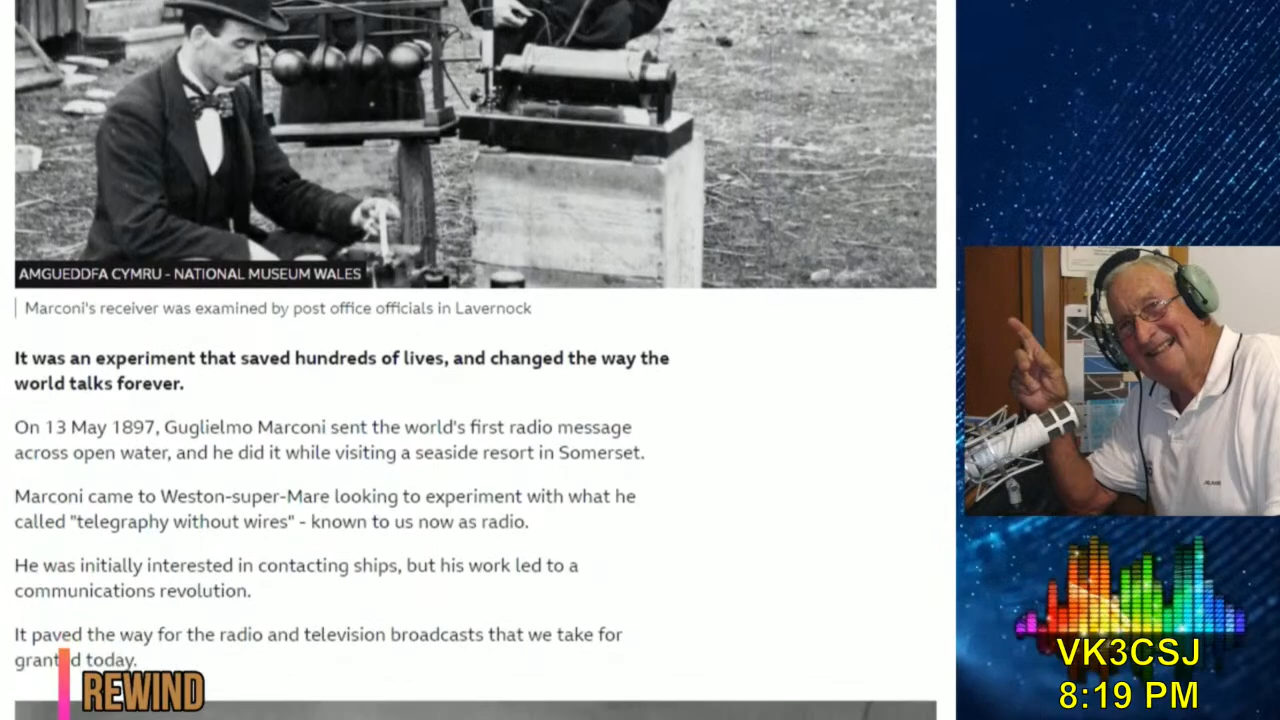 AMGUEDDFA CYMRU - NATIONAL MUSEUM WALES
Marconi's receiver was examined by post office officials in Lavernock
It was an experiment that saved hundreds of lives, and changed the way the
world talks forever.
On 13 May 1897, Guglielmo Marconi sent the world's first radio message
across open water, and he did it while visiting a seaside resort in Somerset.
Marconi came to Weston-super-Mare looking to experiment with what he
called "telegraphy without wires" - known to us now as radio.
He was initially interested in contacting ships, but his work led to a
communications revolution.
It paved the way for the radio and television broadcasts that we take for
granted today.
REWIND
VK3CSJ
8:19 PM